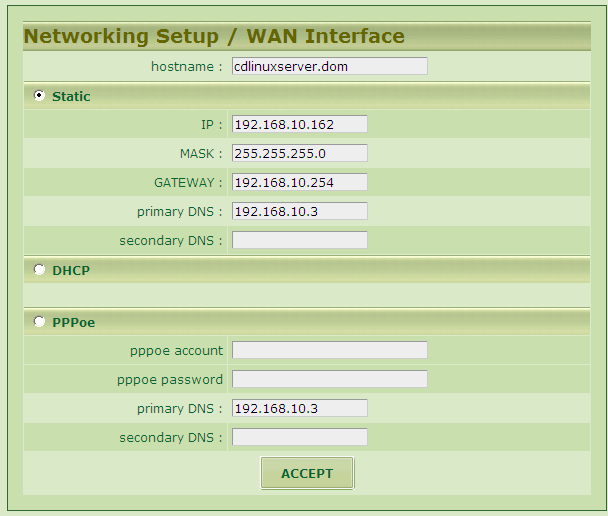 Networking Setup / WAN Interface
hostname : cdlinuxserver.dom
Static
IP : 192.168.10.162
MASK : 255.255.255.0
GATEWAY : 192.168.10.254
primary DNS : 192.168.10.3
secondary DNS :
DHCP
PPPoe
pppoe account
pppoe password
primary DNS : 192.168.10.3
secondary DNS :
ACCEPT